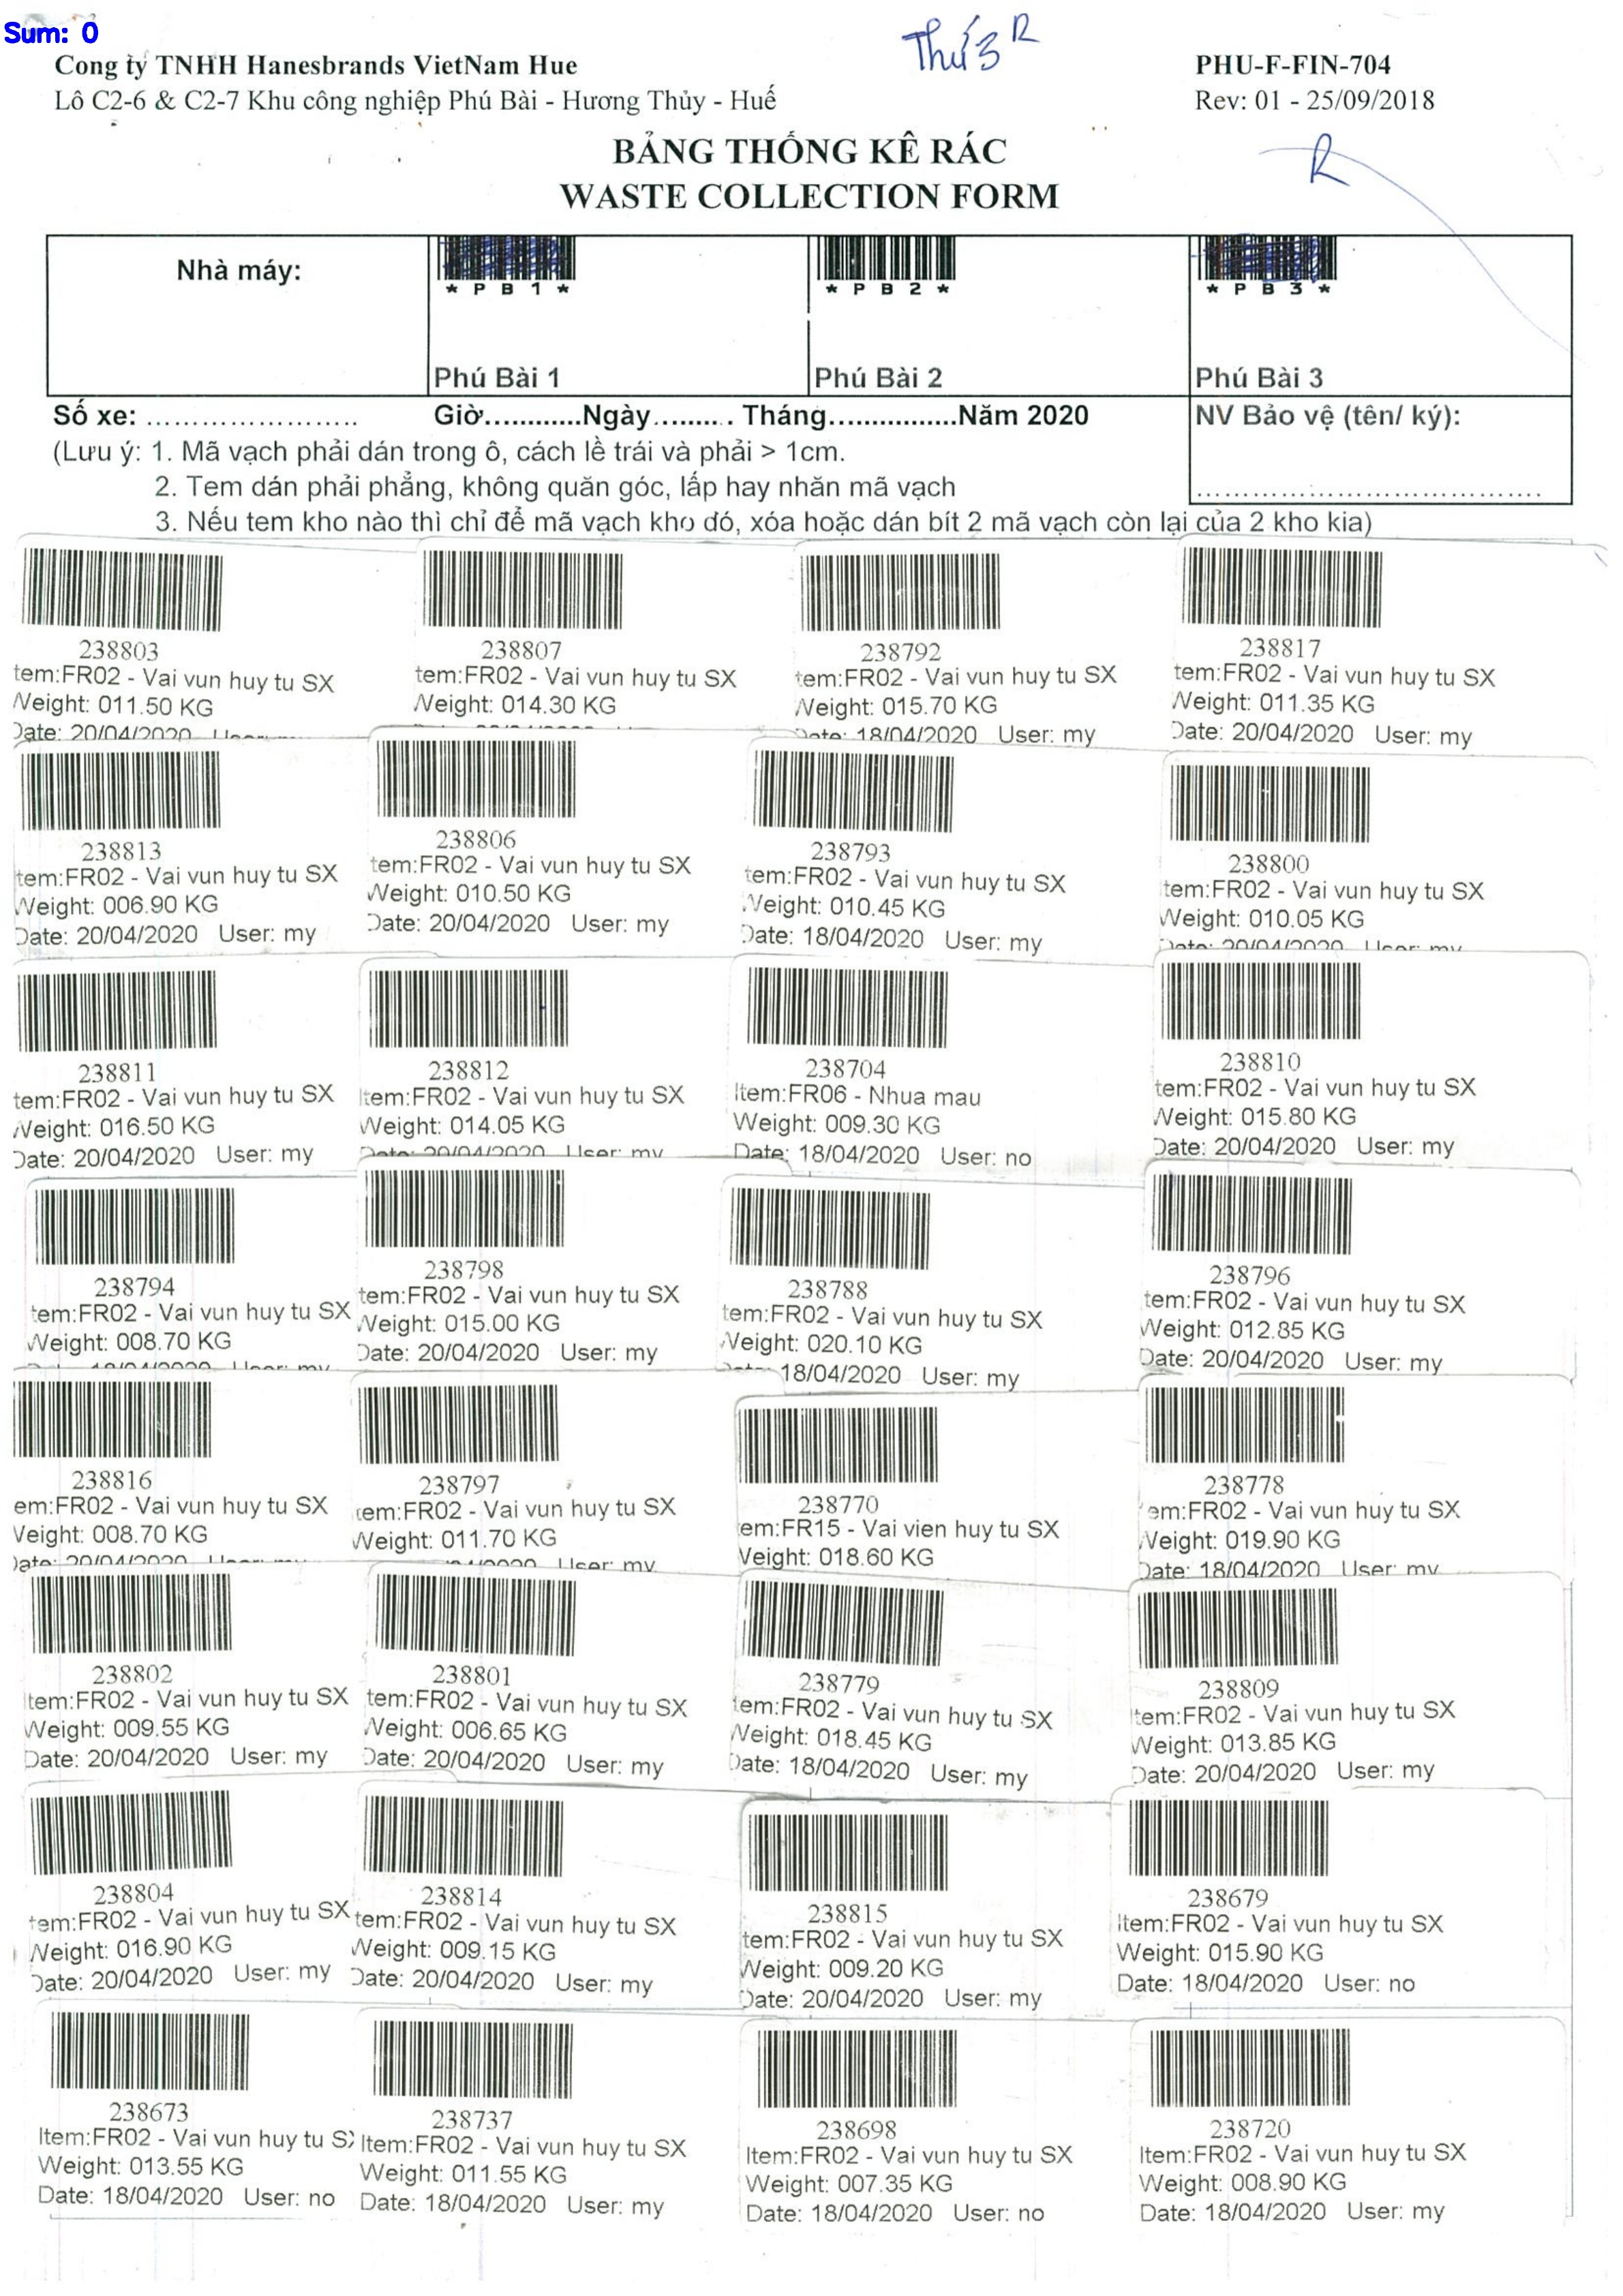 Sum: 0
Thứ 3 R
Cong ty TNHH Hanesbrands VietNam Hue
PHU-F-FIN-704
Lô C2-6 & C2-7 Khu công nghiệp Phú Bài - Hương Thủy - Huế
Rev: 01 - 25/09/2018
R
BẢNG THỐNG KÊ RÁC
WASTE COLLECTION FORM
Nhà máy:
* P B 1 *
* P B 2 *
* P B 3 *
Phú Bài 1
Phú Bài 2
Phú Bài 3
Số xe: ...................... Giờ............Ngày......... Tháng...............Năm 2020
NV Bảo vệ (tên/ ký):
(Lưu ý: 1. Mã vạch phải dán trong ô, cách lề trái và phải > 1cm.
2. Tem dán phải phẳng, không quăn góc, lấp hay nhăn mã vạch
3. Nếu tem kho nào thì chỉ để mã vạch kho đó, xóa hoặc dán bít 2 mã vạch còn lại của 2 kho kia)
238803
tem:FR02 - Vai vun huy tu SX
Weight: 011.50 KG
Date: 20/04/2020
238807
tem:FR02 - Vai vun huy tu SX
Weight: 014.30 KG
238792
tem:FR02 - Vai vun huy tu SX
Weight: 015.70 KG
Date: 18/04/2020 User: my
238817
tem:FR02 - Vai vun huy tu SX
Weight: 011.35 KG
Date: 20/04/2020 User: my
238813
tem:FR02 - Vai vun huy tu SX
Weight: 006.90 KG
Date: 20/04/2020 User: my
238806
tem:FR02 - Vai vun huy tu SX
Weight: 010.50 KG
Date: 20/04/2020 User: my
238793
tem:FR02 - Vai vun huy tu SX
Weight: 010.45 KG
Date: 18/04/2020 User: my
238800
tem:FR02 - Vai vun huy tu SX
Weight: 010.05 KG
Date: 20/04/2020 User: my
238811
tem:FR02 - Vai vun huy tu SX
Weight: 016.50 KG
Date: 20/04/2020 User: my
238812
Item:FR02 - Vai vun huy tu SX
Weight: 014.05 KG
Date: 20/04/2020 User: my
238704
Item:FR06 - Nhua mau
Weight: 009.30 KG
Date: 18/04/2020 User: no
238810
tem:FR02 - Vai vun huy tu SX
Weight: 015.80 KG
Date: 20/04/2020 User: my
238794
tem:FR02 - Vai vun huy tu SX
Weight: 008.70 KG
238798
tem:FR02 - Vai vun huy tu SX
Weight: 015.00 KG
Date: 20/04/2020 User: my
238788
tem:FR02 - Vai vun huy tu SX
Weight: 020.10 KG
18/04/2020 User: my
238796
tem:FR02 - Vai vun huy tu SX
Weight: 012.85 KG
Date: 20/04/2020 User: my
238816
em:FR02 - Vai vun huy tu SX
Weight: 008.70 KG
Date: 20/04/2020
238797
tem:FR02 - Vai vun huy tu SX
Weight: 011.70 KG
User: my
238770
em:FR15 - Vai vien huy tu SX
Weight: 018.60 KG
238778
em:FR02 - Vai vun huy tu SX
Weight: 019.90 KG
Date: 18/04/2020 User: my
238802
Item:FR02 - Vai vun huy tu SX
Weight: 009.55 KG
Date: 20/04/2020 User: my
238801
tem:FR02 - Vai vun huy tu SX
Weight: 006.65 KG
Date: 20/04/2020 User: my
238779
tem:FR02 - Vai vun huy tu SX
Weight: 018.45 KG
Date: 18/04/2020 User: my
238809
tem:FR02 - Vai vun huy tu SX
Weight: 013.85 KG
Date: 20/04/2020 User: my
238804
tem:FR02 - Vai vun huy tu SX
Weight: 016.90 KG
Date: 20/04/2020 User: my
238814
tem:FR02 - Vai vun huy tu SX
Weight: 009.15 KG
Date: 20/04/2020 User: my
238815
tem:FR02 - Vai vun huy tu SX
Weight: 009.20 KG
Date: 20/04/2020 User: my
238679
Item:FR02 - Vai vun huy tu SX
Weight: 015.90 KG
Date: 18/04/2020 User: no
238673
Item:FR02 - Vai vun huy tu SX
Weight: 013.55 KG
Date: 18/04/2020 User: no
238737
Item:FR02 - Vai vun huy tu SX
Weight: 011.55 KG
Date: 18/04/2020 User: my
238698
Item:FR02 - Vai vun huy tu SX
Weight: 007.35 KG
Date: 18/04/2020 User: no
238720
Item:FR02 - Vai vun huy tu SX
Weight: 008.90 KG
Date: 18/04/2020 User: my